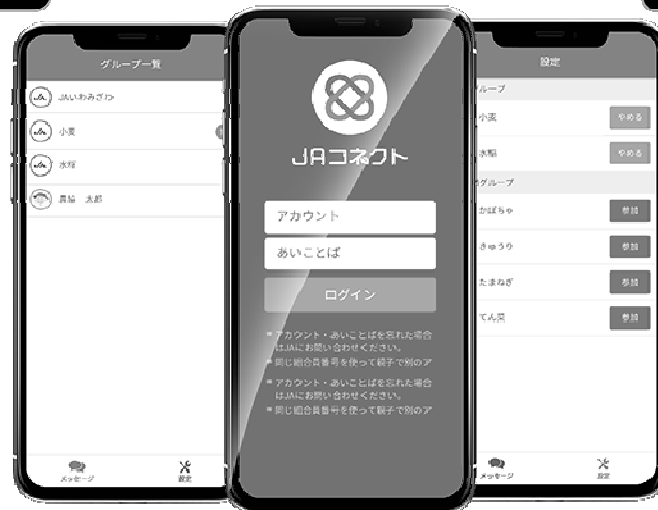 グループ一覧
JAいわみざわ
小麦
水稲
農協 太郎
メッセージ
設定
JAコネクト
アカウント
あいことば
ログイン
* アカウント・あいことばを忘れた場合
はJAにお問い合わせください。
* 同じ組合員番号を使って親子で別のア
* アカウント・あいことばを忘れた場合
はJAにお問い合わせください。
* 同じ組合員番号を使って親子で別のア
設定
グループ
小麦
やめる
水稲
やめる
グループ
かぼちゃ
参加
きゅうり
参加
たまねぎ
参加
てん菜
参加
メッセージ
設定